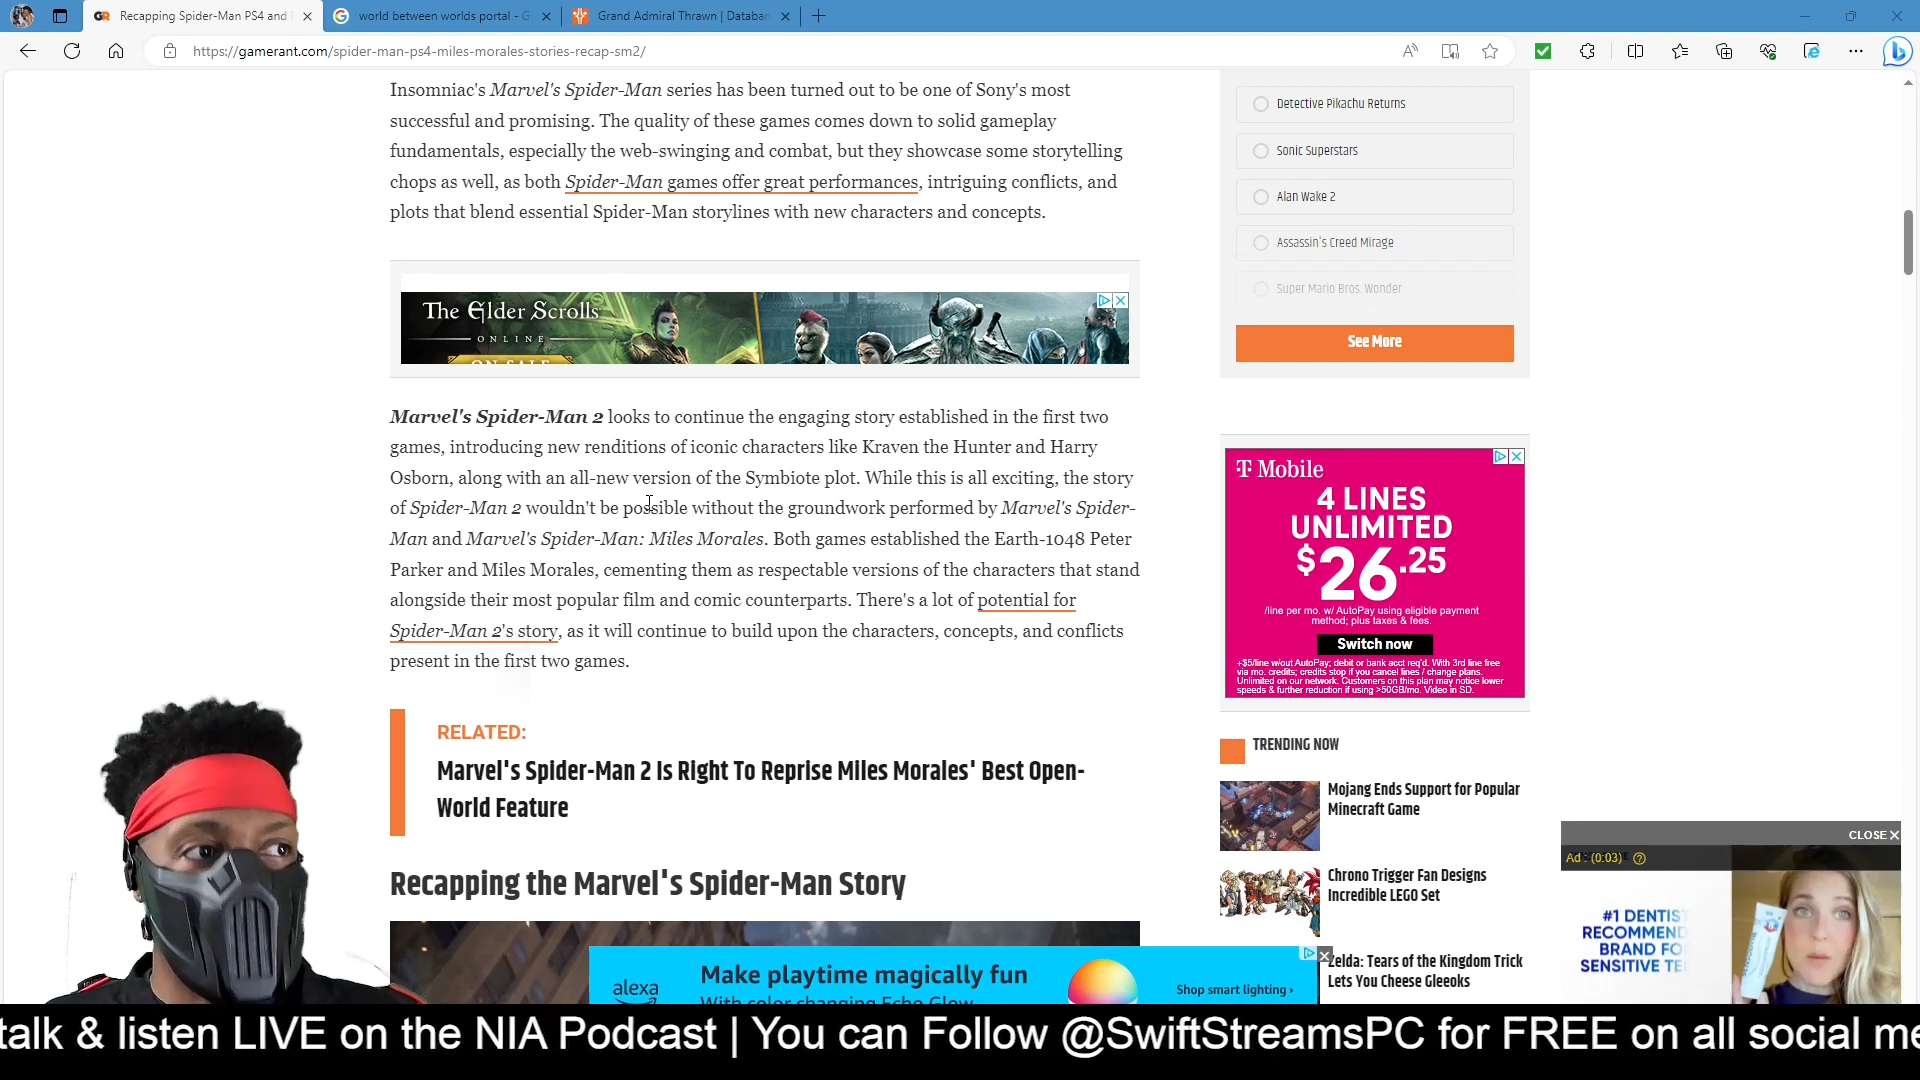 Recapping Spider-Man PS4 and
world between worlds portal - G
Grand Admiral Thrawn | Databan
https://gamerant.com/spider-man-ps4-miles-morales-stories-recap-sm2/
Insomniac's Marvel's Spider-Man series has been turned out to be one of Sony's most
successful and promising. The quality of these games comes down to solid gameplay
fundamentals, especially the web-swinging and combat, but they showcase some storytelling
chops as well, as both Spider-Man games offer great performances, intriguing conflicts, and
plots that blend essential Spider-Man storylines with new characters and concepts.
The Elder Scrolls
ONLINE
ON SALE
Marvel's Spider-Man 2 looks to continue the engaging story established in the first two
games, introducing new renditions of iconic characters like Kraven the Hunter and Harry
Osborn, along with an all-new version of the Symbiote plot. While this is all exciting, the story
of Spider-Man 2 wouldn't be possible without the groundwork performed by Marvel's Spider-
Man and Marvel's Spider-Man: Miles Morales. Both games established the Earth-1048 Peter
Parker and Miles Morales, cementing them as respectable versions of the characters that stand
alongside their most popular film and comic counterparts. There's a lot of potential for
Spider-Man 2's story, as it will continue to build upon the characters, concepts, and conflicts
present in the first two games.
RELATED:
Marvel's Spider-Man 2 Is Right To Reprise Miles Morales' Best Open-
World Feature
Recapping the Marvel's Spider-Man Story
Detective Pikachu Returns
Sonic Superstars
Alan Wake 2
Assassin's Creed Mirage
Super Mario Bros. Wonder
See More
T Mobile
4 LINES
UNLIMITED
$26.25
/line per mo. w/ AutoPay using eligible payment
method; plus taxes & fees.
Switch now
+$5/line w/out AutoPay; debit or bank acct req'd. With 3rd line free
via mo. credits; credits stop if you cancel lines / change plans.
Unlimited on our network. Customers on this plan may notice lower
speeds & further reduction if using >50GB/mo. Video in SD.
TRENDING NOW
Mojang Ends Support for Popular
Minecraft Game
Chrono Trigger Fan Designs
Incredible LEGO Set
Zelda: Tears of the Kingdom Trick
Lets You Cheese Gleeoks
CLOSE X
Ad : (0:03)
#1 DENTIST
RECOMMEND
BRAND FO
SENSITIVE TE
alexa
Make playtime magically fun
With color changing Echo Glow
Shop smart lighting ›
talk & listen LIVE on the NIA Podcast | You can Follow @SwiftStreamsPC for FREE on all social me